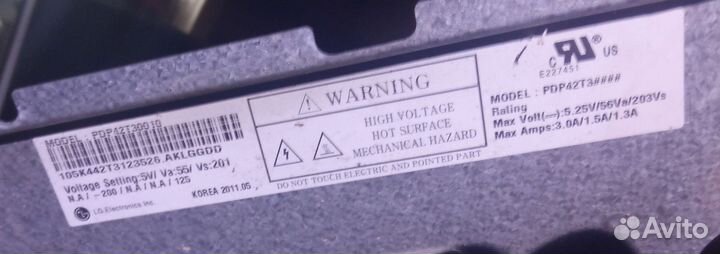 MODEL : PDP42T30010
105K442T3123526.AKLGGDD
Voltage Setting:5V/ Va:55/ Vs:201
N.A / -200 / N.A / N.A / 125
LG Electronics Inc.
KOREA 2011.05
WARNING
HIGH VOLTAGE
HOT SURFACE
MECHANICAL HAZARD
DO NOT TOUCH ELECTRIC AND POINTED PART
c RU US
E227451
MODEL : PDP42T3####
Rating
Max Volt(⎓):5.25V/56Va/203Vs
Max Amps:3.0A/1.5A/1.3A
Avito